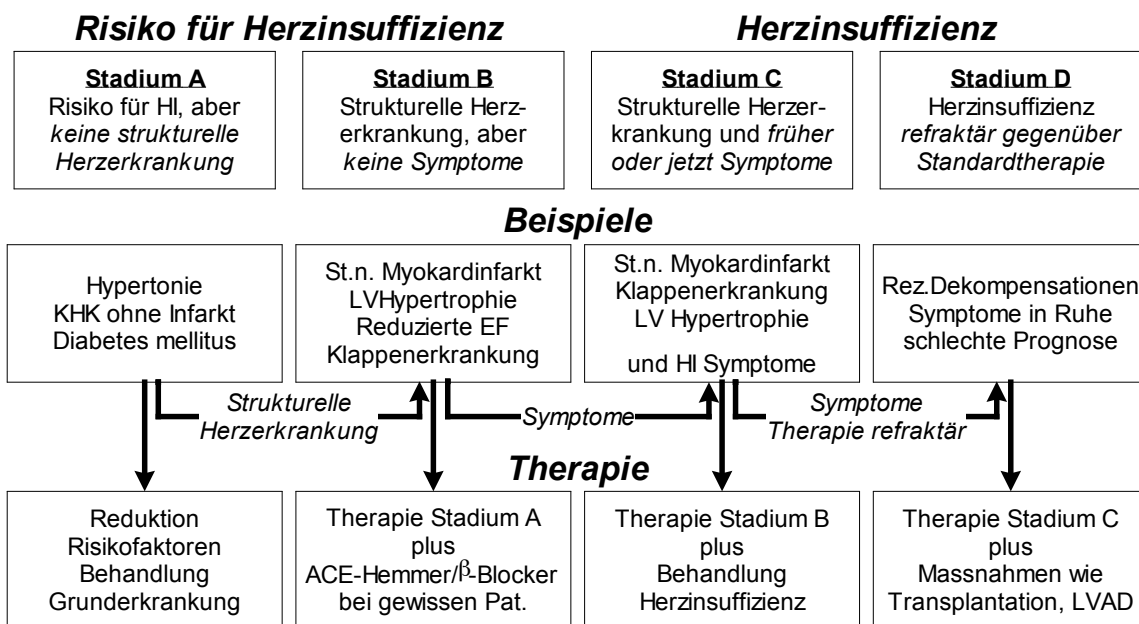 Risiko für Herzinsuffizienz
Herzinsuffizienz
Stadium A
Risiko für HI, aber
keine strukturelle
Herzerkrankung
Stadium B
Strukturelle Herz-
erkrankung, aber
keine Symptome
Stadium C
Strukturelle Herzer-
krankung und früher
oder jetzt Symptome
Stadium D
Herzinsuffizienz
refraktär gegenüber
Standardtherapie
Beispiele
Hypertonie
KHK ohne Infarkt
Diabetes mellitus
St.n. Myokardinfarkt
LVHypertrophie
Reduzierte EF
Klappenerkrankung
St.n. Myokardinfarkt
Klappenerkrankung
LV Hypertrophie
und HI Symptome
Rez.Dekompensationen
Symptome in Ruhe
schlechte Prognose
Strukturelle
Herzerkrankung
Symptome
Symptome
Therapie refraktär
Therapie
Reduktion
Risikofaktoren
Behandlung
Grunderkrankung
Therapie Stadium A
plus
ACE-Hemmer/β-Blocker
bei gewissen Pat.
Therapie Stadium B
plus
Behandlung
Herzinsuffizienz
Therapie Stadium C
plus
Massnahmen wie
Transplantation, LVAD